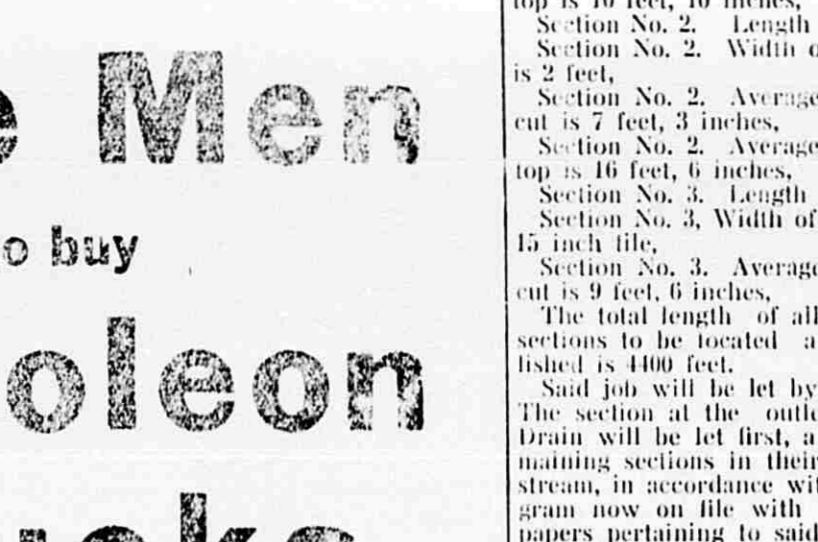 e Men
o buy
oleon
top is 10 feet, 10 inches,
Section No. 2. Length
Section No. 2. Width o
is 2 feet,
Section No. 2. Average
cut is 7 feet, 3 inches,
Section No. 2. Average
top is 16 feet, 6 inches,
Section No. 3. Length
Section No. 3, Width of
15 inch tile,
Section No. 3. Average
cut is 9 feet, 6 inches,
The total length of all
sections to be located a
lished is 4400 feet.
Said job will be let by
The section at the outle
Drain will be let first, a
maining sections in their
stream, in accordance wit
gram now on file with
papers pertaining to said